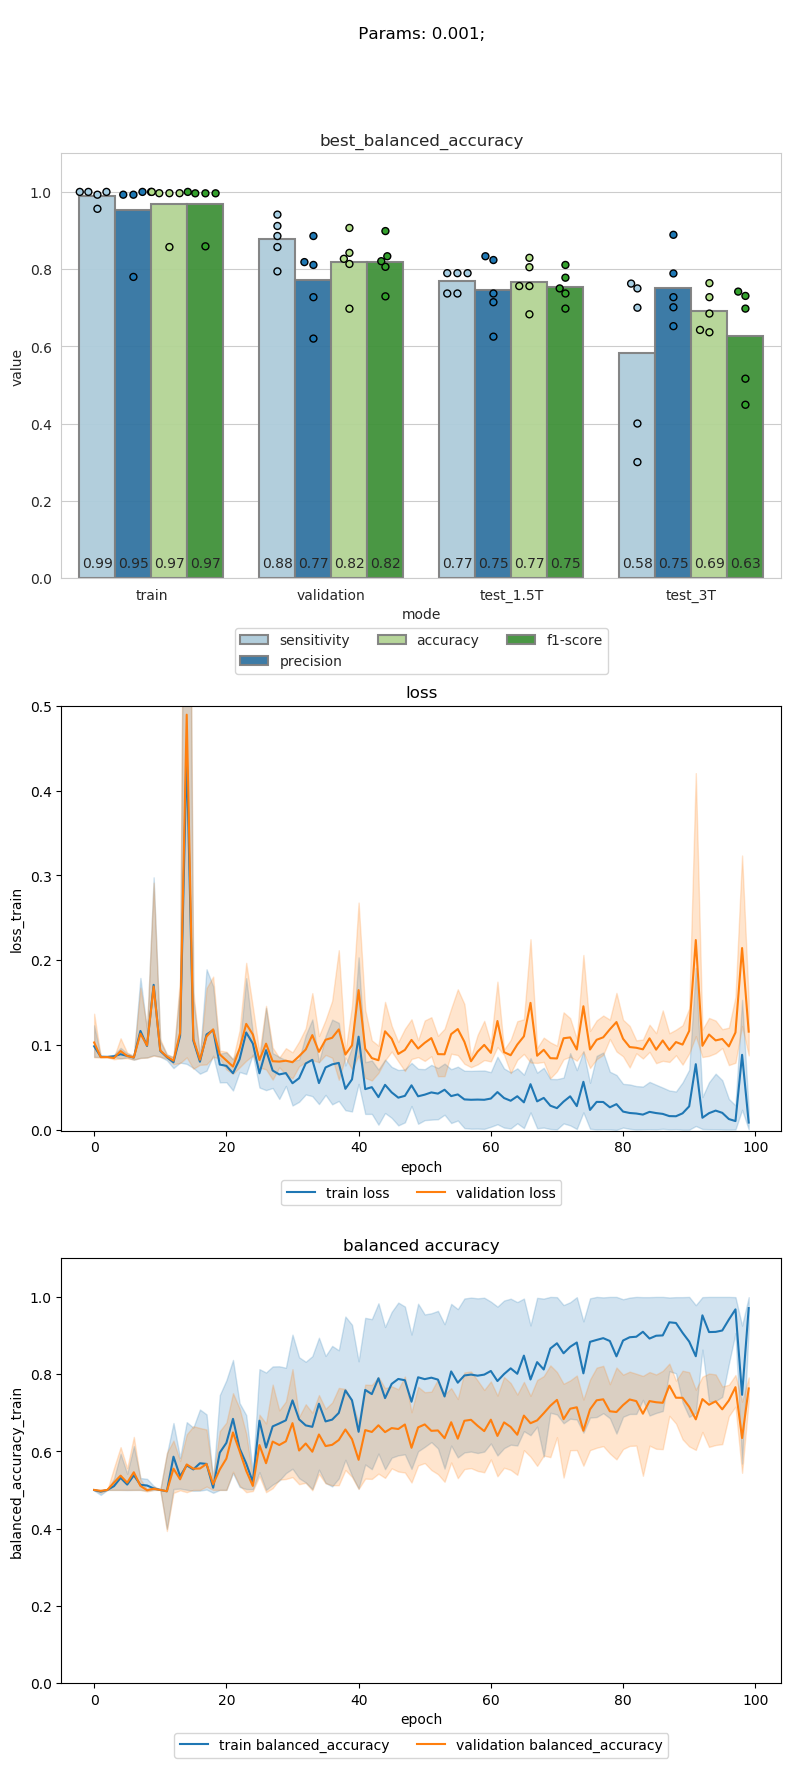 Params: 0.001;
best_balanced_accuracy
value
1.0
0.8
0.6
0.4
0.2
0.0
0.99 0.95 0.97 0.97 0.88 0.77 0.82 0.82 0.77 0.75 0.77 0.75 0.58 0.75 0.69 0.63
train validation test_1.5T test_3T
mode
sensitivity accuracy f1-score
precision
loss
loss_train
0.5
0.4
0.3
0.2
0.1
0.0
0 20 40 60 80 100
epoch
train loss validation loss
balanced accuracy
balanced_accuracy_train
1.0
0.8
0.6
0.4
0.2
0.0
0 20 40 60 80 100
epoch
train balanced_accuracy validation balanced_accuracy